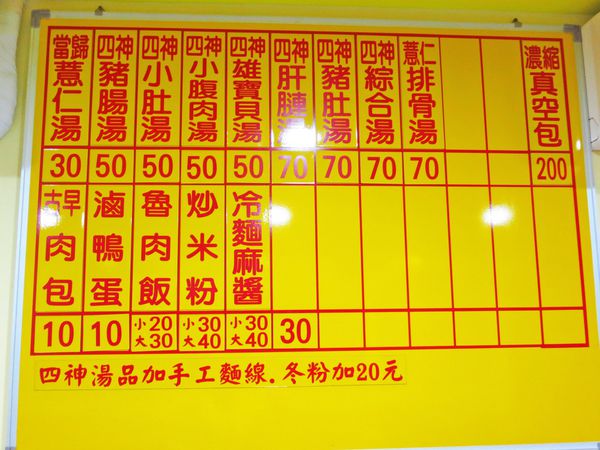 當歸薏仁湯
30
四神豬腸湯
50
四神小肚湯
50
四神小腹肉湯
50
四神雄寶貝湯
50
四神肝腱湯
70
四神豬肚湯
70
四神綜合湯
70
薏仁排骨湯
70
濃縮真空包
200
古早肉包
10
滷鴨蛋
10
魯肉飯
小20
大30
炒米粉
小30
大40
冷麵麻醬
小30
大40
30
四神湯品加手工麵線.冬粉加20元